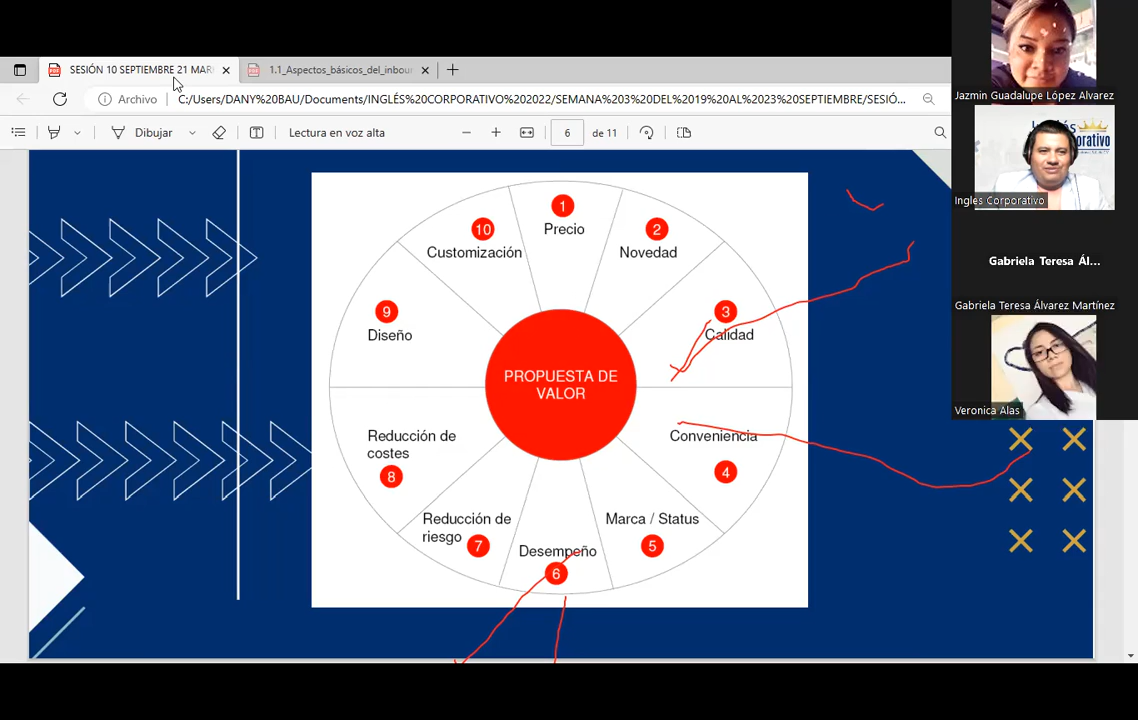 SESIÓN 10 SEPTIEMBRE 21 MAR
1.1_Aspectos_básicos_del_inbour
Archivo
C:/Users/DANY%20BAU/Documents/INGLÉS%20CORPORATIVO%202022/SEMANA%203%20DEL%2019%20AL%2023%20SEPTIEMBRE/SESIÓ...
Dibujar
Lectura en voz alta
6
de 11
1
Precio
2
Novedad
3
Calidad
Conveniencia
4
Marca / Status
5
Desempeño
6
Reducción de
riesgo
7
Reducción de
costes
8
9
Diseño
10
Customización
PROPUESTA DE
VALOR
Jazmin Guadalupe López Alvarez
Ingles Corporativo
Gabriela Teresa Ál...
Gabriela Teresa Álvarez Martínez
Veronica Alas